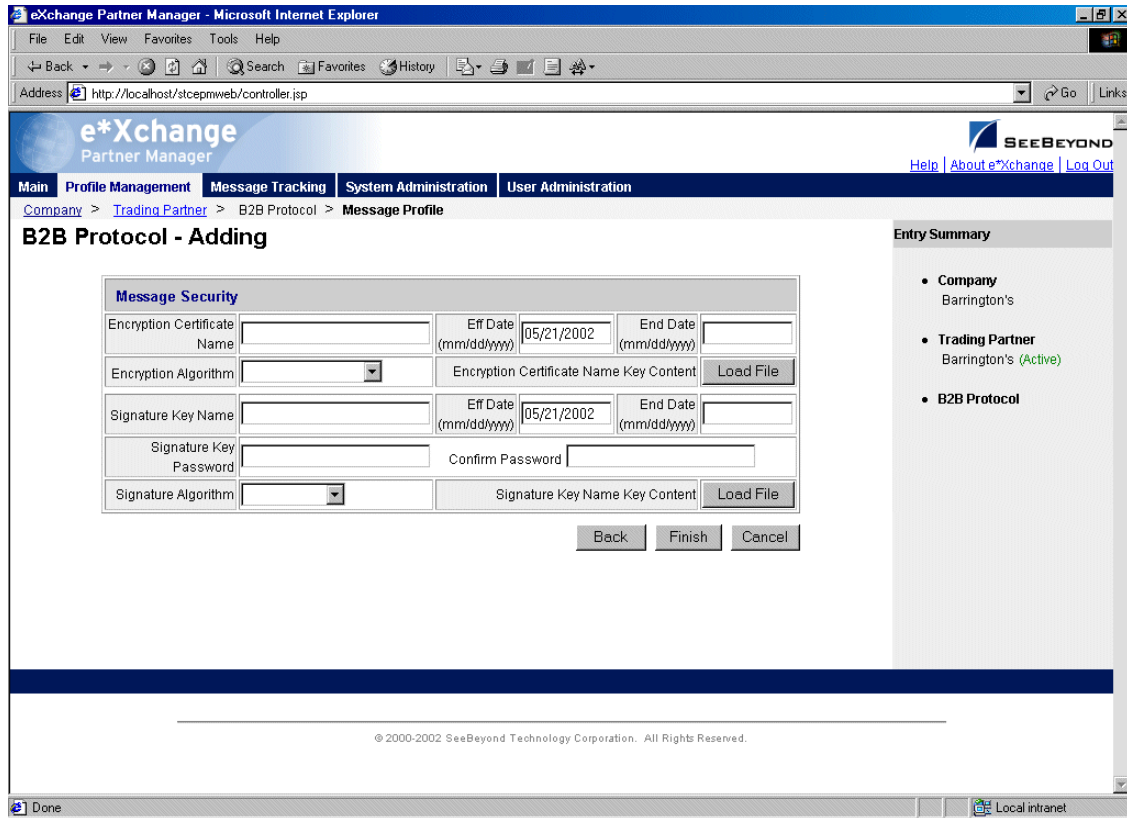 eXchange Partner Manager - Microsoft Internet Explorer
File Edit View Favorites Tools Help
Back Search Favorites History
Address http://localhost/stcepmweb/controller.jsp Go Links
e*Xchange
Partner Manager
SEEBEYOND
Help | About e*Xchange | Log Out
Main Profile Management Message Tracking System Administration User Administration
Company > Trading Partner > B2B Protocol > Message Profile
B2B Protocol - Adding
Message Security
Encryption Certificate Name Eff Date (mm/dd/yyyy) 05/21/2002 End Date (mm/dd/yyyy)
Encryption Algorithm Encryption Certificate Name Key Content Load File
Signature Key Name Eff Date (mm/dd/yyyy) 05/21/2002 End Date (mm/dd/yyyy)
Signature Key Password Confirm Password
Signature Algorithm Signature Key Name Key Content Load File
Back Finish Cancel
Entry Summary
• Company
Barrington's
• Trading Partner
Barrington's (Active)
• B2B Protocol
© 2000-2002 SeeBeyond Technology Corporation. All Rights Reserved.
Done Local intranet